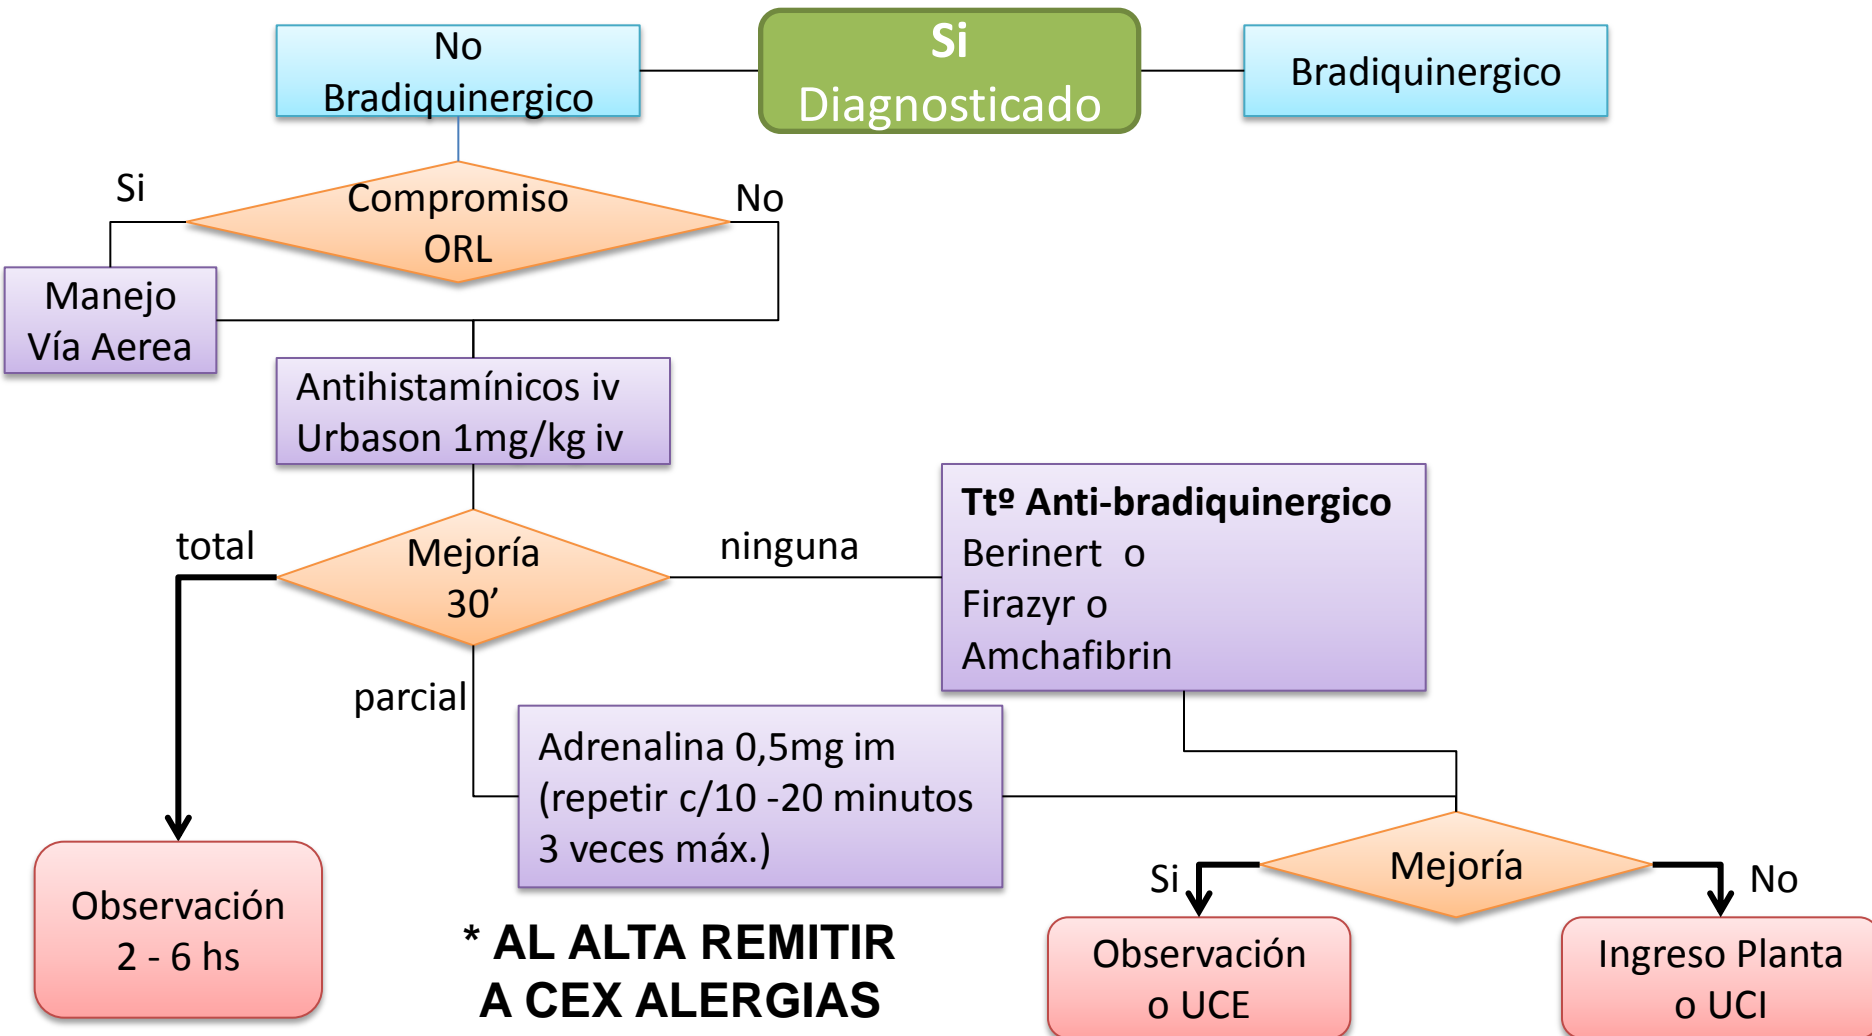 No
Bradiquinergico
Si
Diagnosticado
Bradiquinergico
Si
Compromiso
ORL
No
Manejo
Vía Aerea
Antihistamínicos iv
Urbason 1mg/kg iv
total
Mejoría
30’
ninguna
Ttº Anti-bradiquinergico
Berinert o
Firazyr o
Amchafibrin
parcial
Adrenalina 0,5mg im
(repetir c/10 -20 minutos
3 veces máx.)
Si
Mejoría
No
Observación
2 - 6 hs
* AL ALTA REMITIR
A CEX ALERGIAS
Observación
o UCE
Ingreso Planta
o UCI